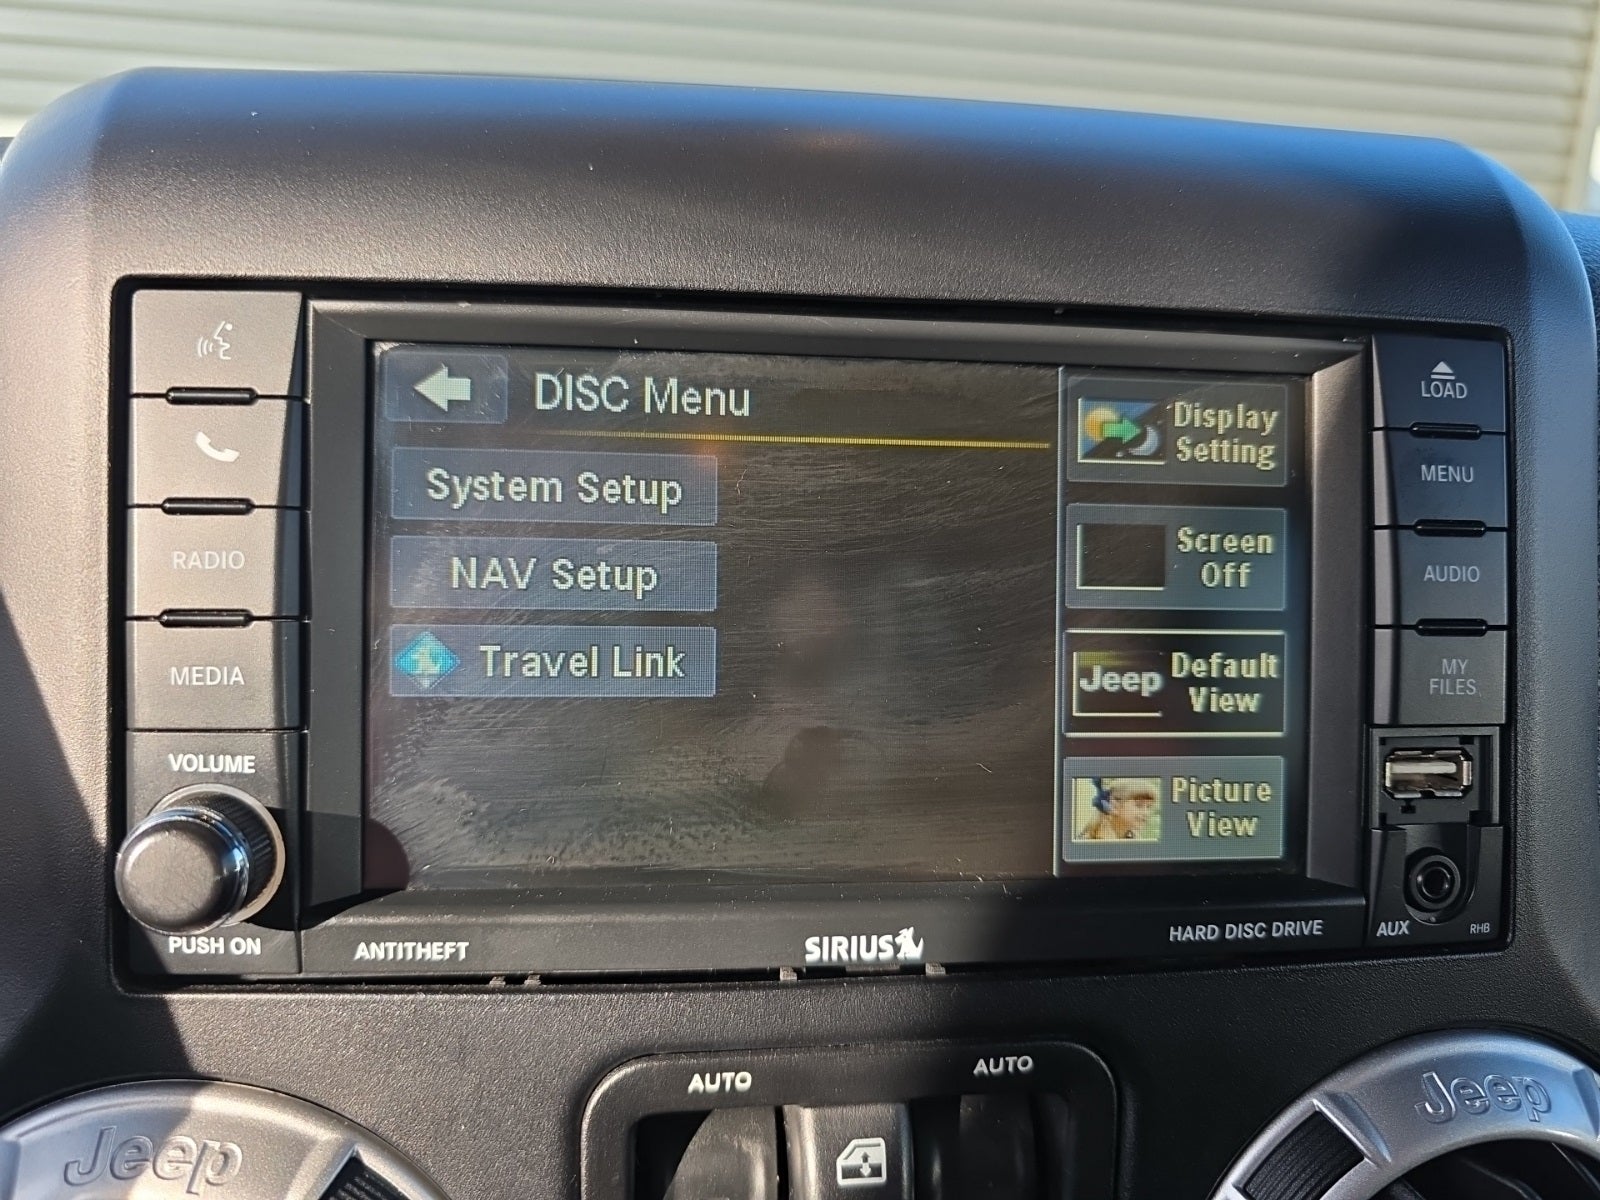 DISC Menu
System Setup
NAV Setup
Travel Link
Display
Setting
Screen
Off
Jeep
Default
View
Picture
View
RADIO
MEDIA
VOLUME
PUSH ON
LOAD
MENU
AUDIO
MY
FILES
AUX
RHB
ANTITHEFT
SIRIUS
HARD DISC DRIVE
AUTO
AUTO
Jeep
Jeep